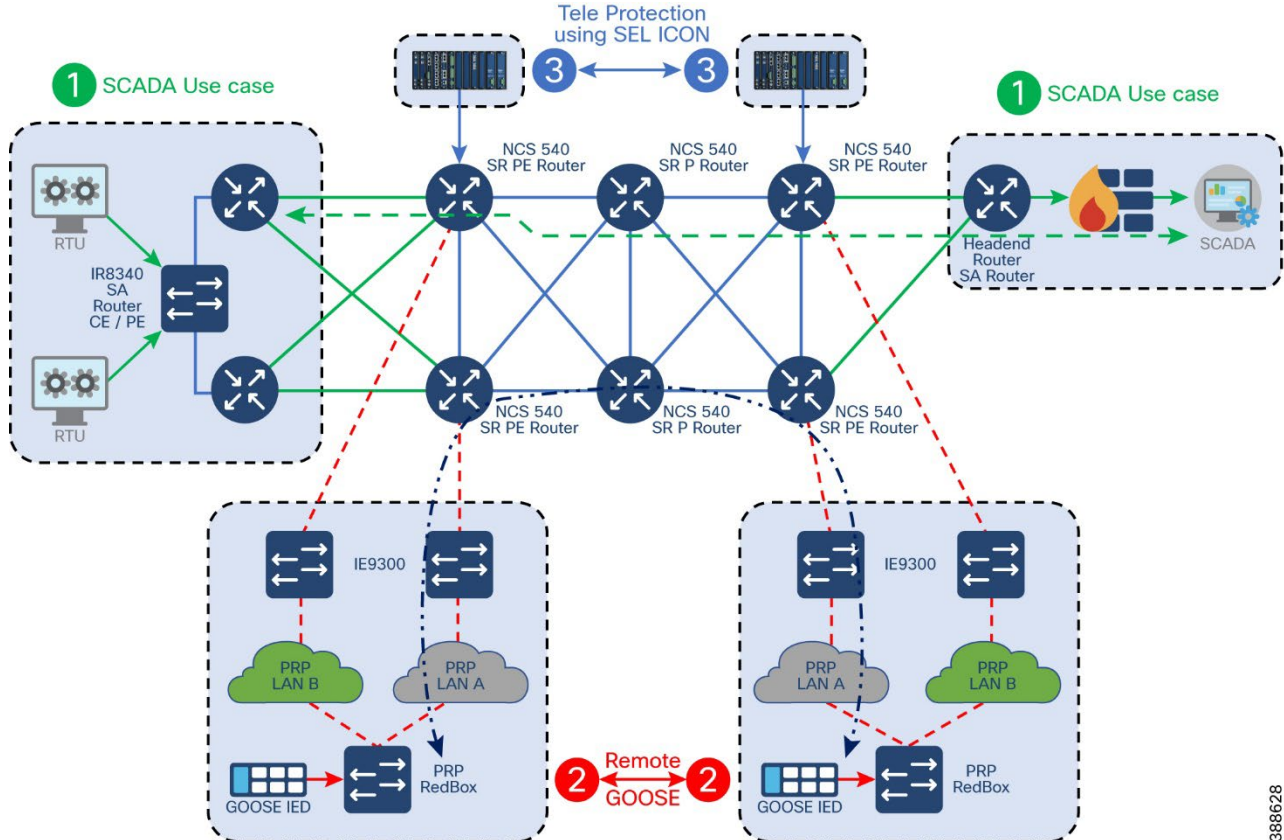 Tele Protection
using SEL ICON
3
3
1
SCADA Use case
1
SCADA Use case
NCS 540
SR PE Router
NCS 540
SR P Router
NCS 540
SR PE Router
RTU
IR8340
SA
Router
CE / PE
RTU
Headend
Router
SA Router
SCADA
NCS 540
SR PE Router
NCS 540
SR P Router
NCS 540
SR PE Router
IE9300
IE9300
PRP
LAN B
PRP
LAN A
PRP
LAN A
PRP
LAN B
GOOSE IED
PRP
RedBox
2
Remote
GOOSE
2
GOOSE IED
PRP
RedBox
388628